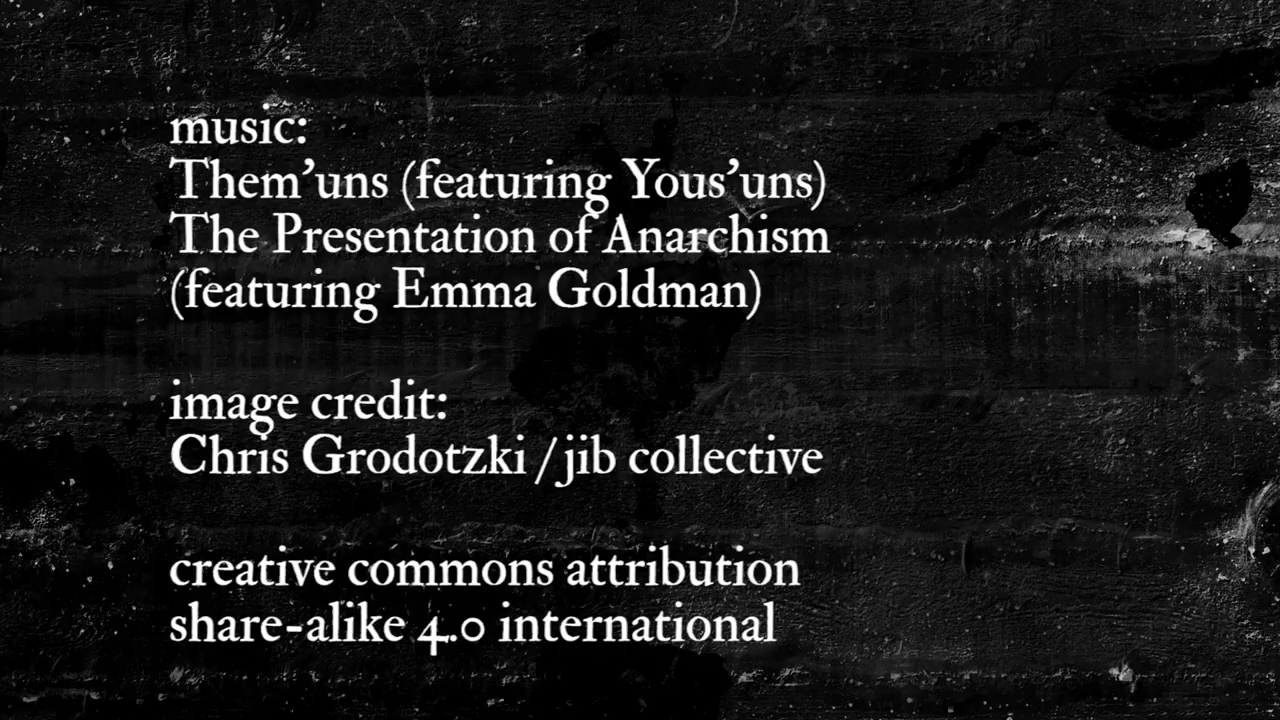 music:
Them'uns (featuring Yous'uns)
The Presentation of Anarchism
(featuring Emma Goldman)
image credit:
Chris Grodotzki / jib collective
creative commons attribution
share-alike 4.0 international